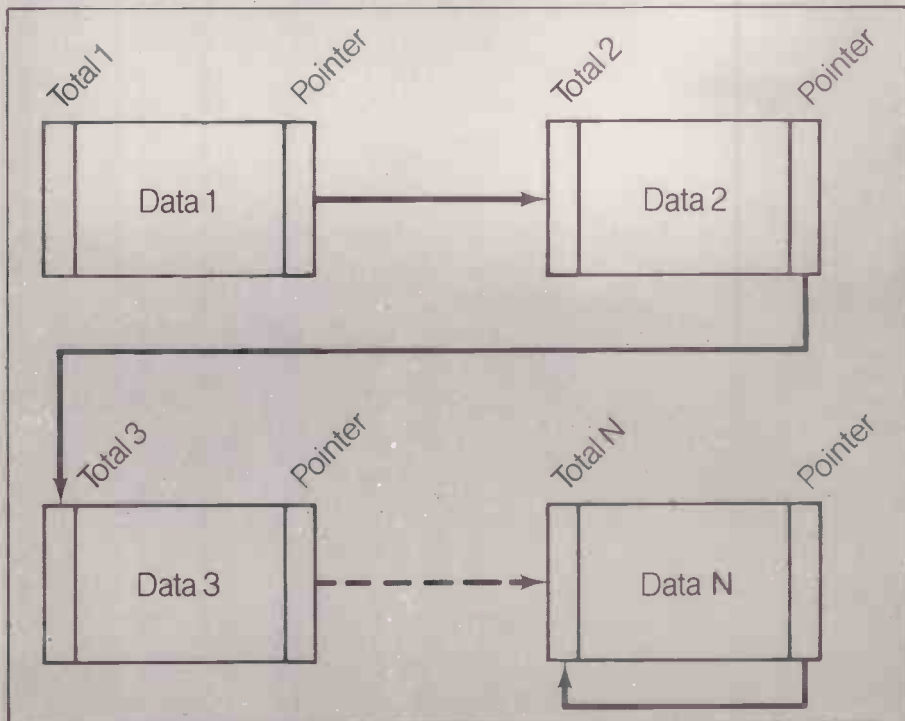 Total 1
Pointer
Total 2
Pointer
Data 1
Data 2
Total 3
Pointer
Total N
Pointer
Data 3
Data N